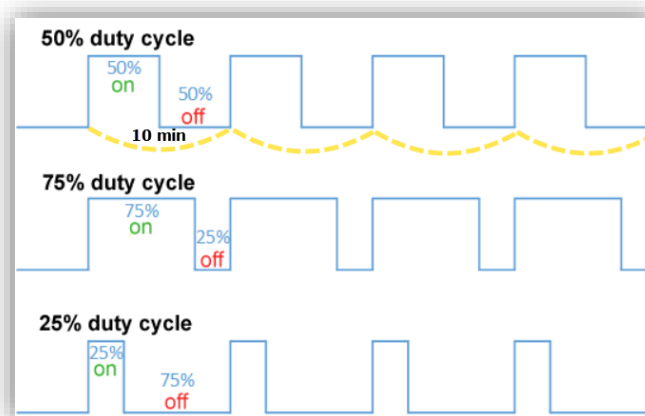 50% duty cycle
50%
on
50%
off
10 min
75% duty cycle
75%
on
25%
off
25% duty cycle
25%
on
75%
off